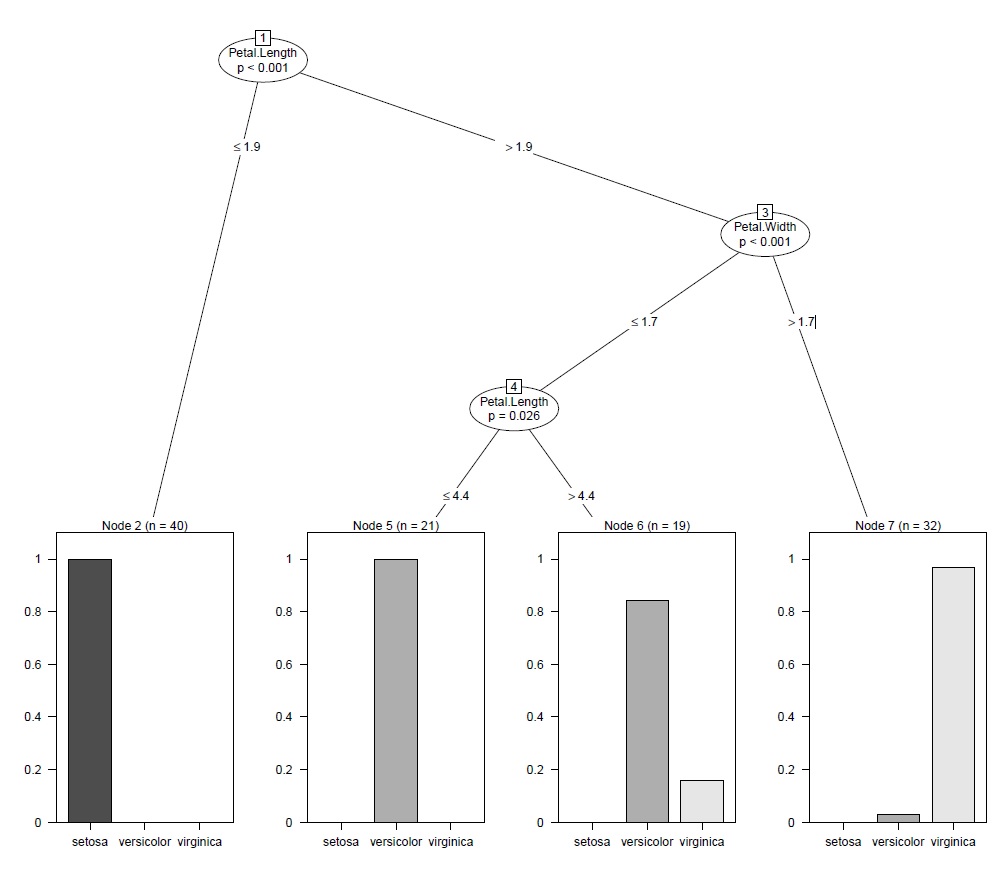 1
Petal.Length
p < 0.001
≤ 1.9
> 1.9
3
Petal.Width
p < 0.001
≤ 1.7
> 1.7
4
Petal.Length
p = 0.026
≤ 4.4
> 4.4
Node 2 (n = 40)
1
0.8
0.6
0.4
0.2
0
setosa versicolor virginica
Node 5 (n = 21)
1
0.8
0.6
0.4
0.2
0
setosa versicolor virginica
Node 6 (n = 19)
1
0.8
0.6
0.4
0.2
0
setosa versicolor virginica
Node 7 (n = 32)
1
0.8
0.6
0.4
0.2
0
setosa versicolor virginica